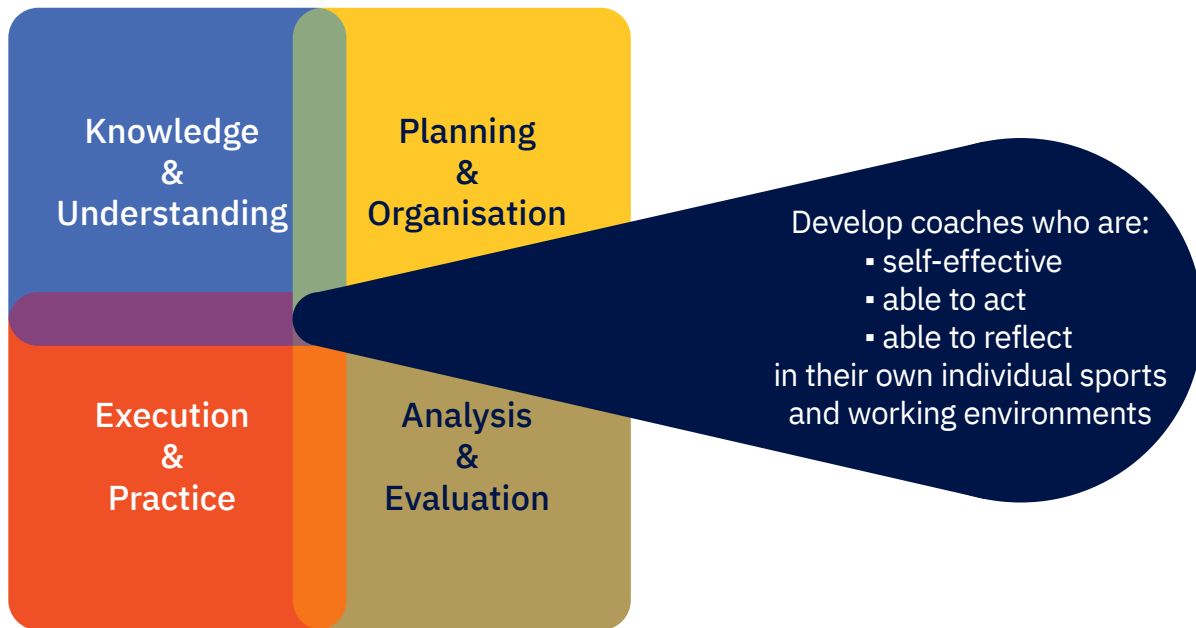 Knowledge
&
Understanding
Planning
&
Organisation
Execution
&
Practice
Analysis
&
Evaluation
Develop coaches who are:
▪ self-effective
▪ able to act
▪ able to reflect
in their own individual sports
and working environments